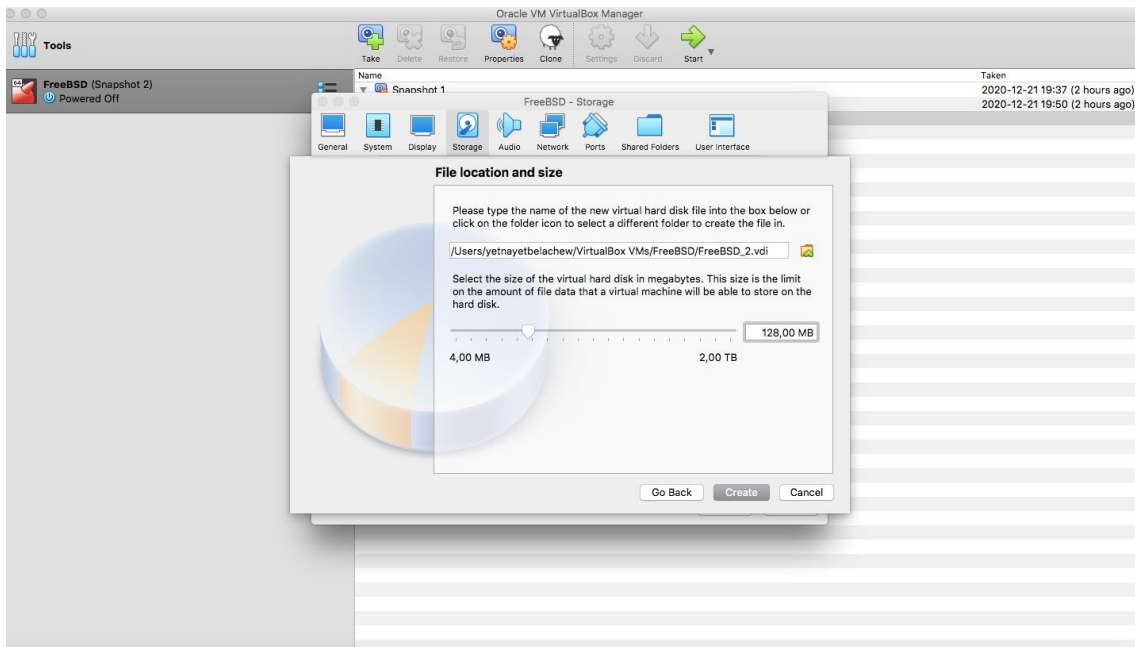 Oracle VM VirtualBox Manager
Tools
Take Delete Restore Properties Clone Settings Discard Start
64
FreeBSD (Snapshot 2)
Powered Off
Name Taken
Snapshot 1 2020-12-21 19:37 (2 hours ago)
2020-12-21 19:50 (2 hours ago)
FreeBSD - Storage
General System Display Storage Audio Network Ports Shared Folders User Interface
File location and size
Please type the name of the new virtual hard disk file into the box below or
click on the folder icon to select a different folder to create the file in.
/Users/yetnayetbelachew/VirtualBox VMs/FreeBSD/FreeBSD_2.vdi
Select the size of the virtual hard disk in megabytes. This size is the limit
on the amount of file data that a virtual machine will be able to store on the
hard disk.
128,00 MB
4,00 MB 2,00 TB
Go Back Create Cancel